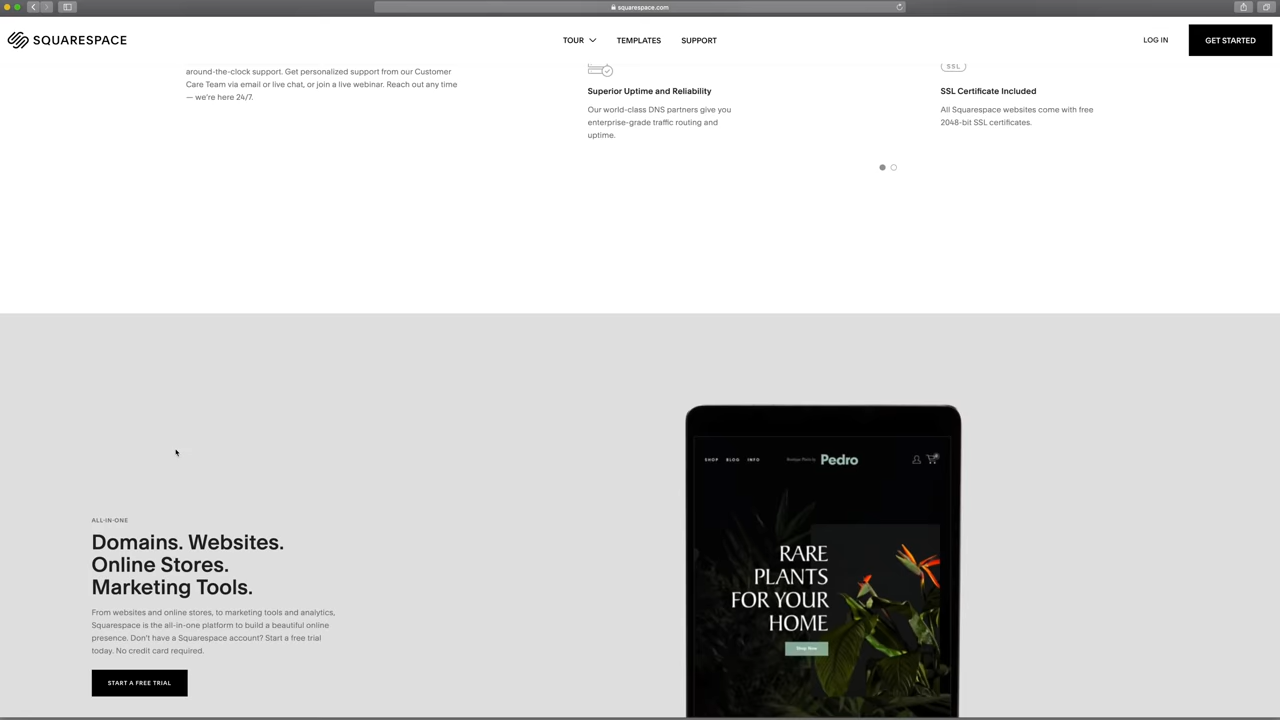 squarespace.com
SQUARESPACE
TOUR
TEMPLATES
SUPPORT
LOG IN
GET STARTED
around-the-clock support. Get personalized support from our Customer
Care Team via email or live chat, or join a live webinar. Reach out any time
— we're here 24/7.
Superior Uptime and Reliability
Our world-class DNS partners give you
enterprise-grade traffic routing and
uptime.
SSL
SSL Certificate Included
All Squarespace websites come with free
2048-bit SSL certificates.
ALL-IN-ONE
Domains. Websites.
Online Stores.
Marketing Tools.
From websites and online stores, to marketing tools and analytics,
Squarespace is the all-in-one platform to build a beautiful online
presence. Don't have a Squarespace account? Start a free trial
today. No credit card required.
START A FREE TRIAL
SHOP BLOG INFO
Pedro
RARE
PLANTS
FOR YOUR
HOME
Shop Now